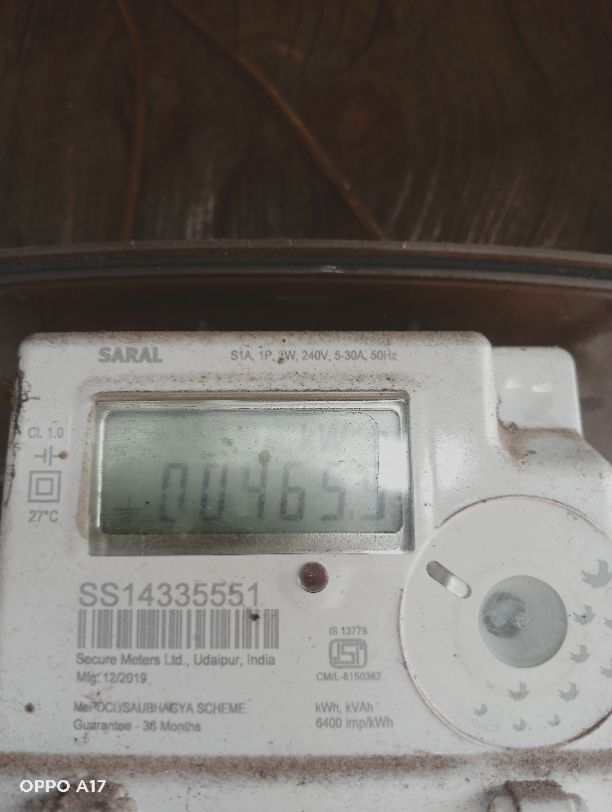 SARAL
S1A, 1P, 2W, 240V, 5-30A, 50Hz
Cl. 1.0
27°C
SS14335551
Secure Meters Ltd., Udaipur, India
Mfg: 12/2019
SAUBHAGYA SCHEME
Guarantee - 36 Months
IS 13779
ISI
CM/L-8150362
kWh, kVAh
6400 imp/kWh
OPPO A17